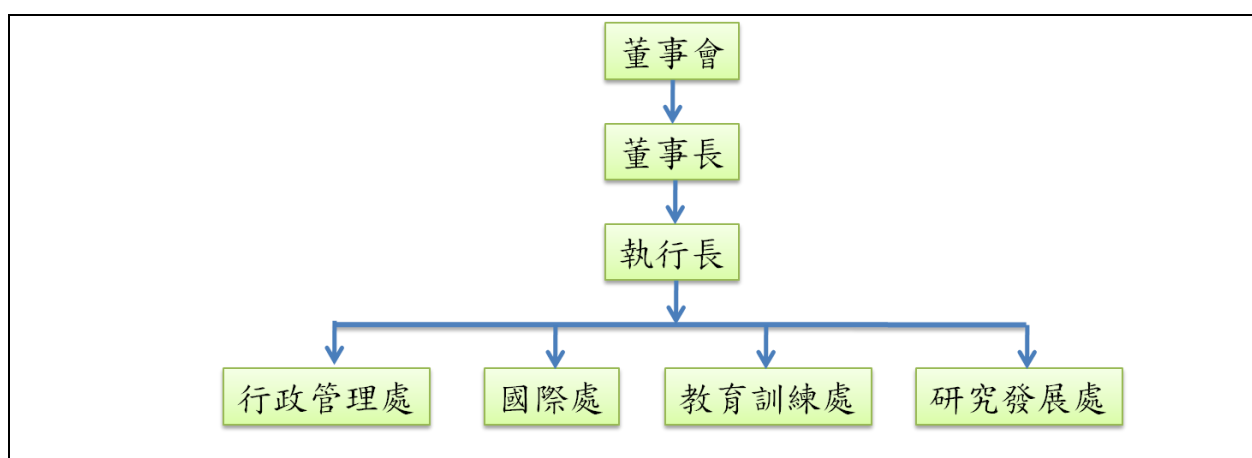 董事會
董事長
執行長
行政管理處
國際處
教育訓練處
研究發展處